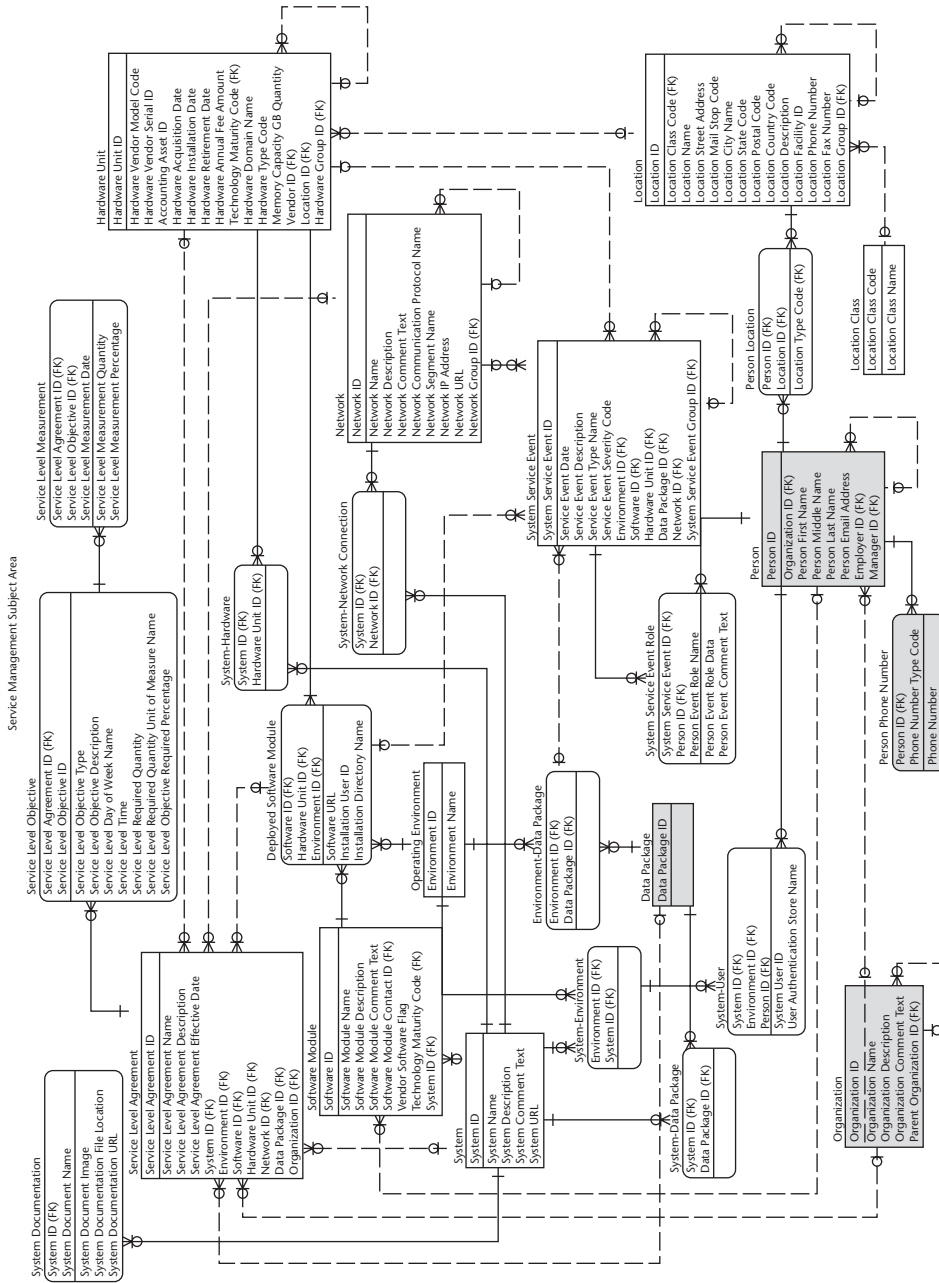 Service Management Subject Area
System Documentation
System ID (FK)
System Document Name
System Document Image
System Documentation File Location
System Documentation URL
Service Level Agreement
Service Level Agreement ID
Service Level Agreement Name
Service Level Agreement Description
Service Level Agreement Effective Date
System ID (FK)
Environment ID (FK)
Software ID (FK)
Hardware Unit ID (FK)
Network ID (FK)
Data Package ID (FK)
Organization ID (FK)
Service Level Objective
Service Level Agreement ID (FK)
Service Level Objective ID
Service Level Objective Type
Service Level Objective Description
Service Level Day of Week Name
Service Level Time
Service Level Required Quantity
Service Level Required Quantity Unit of Measure Name
Service Level Objective Required Percentage
Service Level Measurement
Service Level Agreement ID (FK)
Service Level Objective ID (FK)
Service Level Measurement Date
Service Level Measurement Quantity
Service Level Measurement Percentage
Hardware Unit
Hardware Unit ID
Hardware Vendor Model Code
Hardware Vendor Serial ID
Accounting Asset ID
Hardware Acquisition Date
Hardware Installation Date
Hardware Retirement Date
Hardware Annual Fee Amount
Technology Maturity Code (FK)
Hardware Domain Name
Hardware Type Code
Memory Capacity GB Quantity
Vendor ID (FK)
Location ID (FK)
Hardware Group ID (FK)
System-Hardware
System ID (FK)
Hardware Unit ID (FK)
Software Module
Software ID
Software Module Name
Software Module Description
Software Module Comment Text
Software Module Contact ID (FK)
Vendor Software Flag
Technology Maturity Code (FK)
System ID (FK)
Deployed Software Module
Software ID (FK)
Hardware Unit ID (FK)
Environment ID (FK)
Software URL
Installation User ID
Installation Directory Name
System-Network Connection
System ID (FK)
Network ID (FK)
Network
Network ID
Network Name
Network Description
Network Comment Text
Network Communication Protocol Name
Network Segment Name
Network IP Address
Network URL
Network Group ID (FK)
Operating Environment
Environment ID
Environment Name
System
System ID
System Name
System Description
System Comment Text
System URL
System-Environment
Environment ID (FK)
System ID (FK)
Environment-Data Package
Environment ID (FK)
Data Package ID (FK)
System Service Event
System Service Event ID
Service Event Date
Service Event Description
Service Event Type Name
Service Event Severity Code
Environment ID (FK)
Software ID (FK)
Hardware Unit ID (FK)
Data Package ID (FK)
Network ID (FK)
System Service Event Group ID (FK)
System Service Event Role
System Service Event ID (FK)
Person ID (FK)
Person Event Role Name
Person Event Role Data
Person Event Comment Text
Location
Location ID
Location Class Code (FK)
Location Name
Location Street Address
Location Mail Stop Code
Location City Name
Location State Code
Location Postal Code
Location Country Code
Location Description
Location Facility ID
Location Phone Number
Location Fax Number
Location Group ID (FK)
Data Package
Data Package ID
System-Data Package
System ID (FK)
Data Package ID (FK)
System-User
System ID (FK)
Environment ID (FK)
Person ID (FK)
System User ID
User Authentication Store Name
Person
Person ID
Organization ID (FK)
Person First Name
Person Middle Name
Person Last Name
Person Email Address
Employer ID (FK)
Manager ID (FK)
Person Location
Person ID (FK)
Location ID (FK)
Location Type Code (FK)
Location Class
Location Class Code
Location Class Name
Organization
Organization ID
Organization Name
Organization Description
Organization Comment Text
Parent Organization ID (FK)
Person Phone Number
Person ID (FK)
Phone Number Type Code
Phone Number